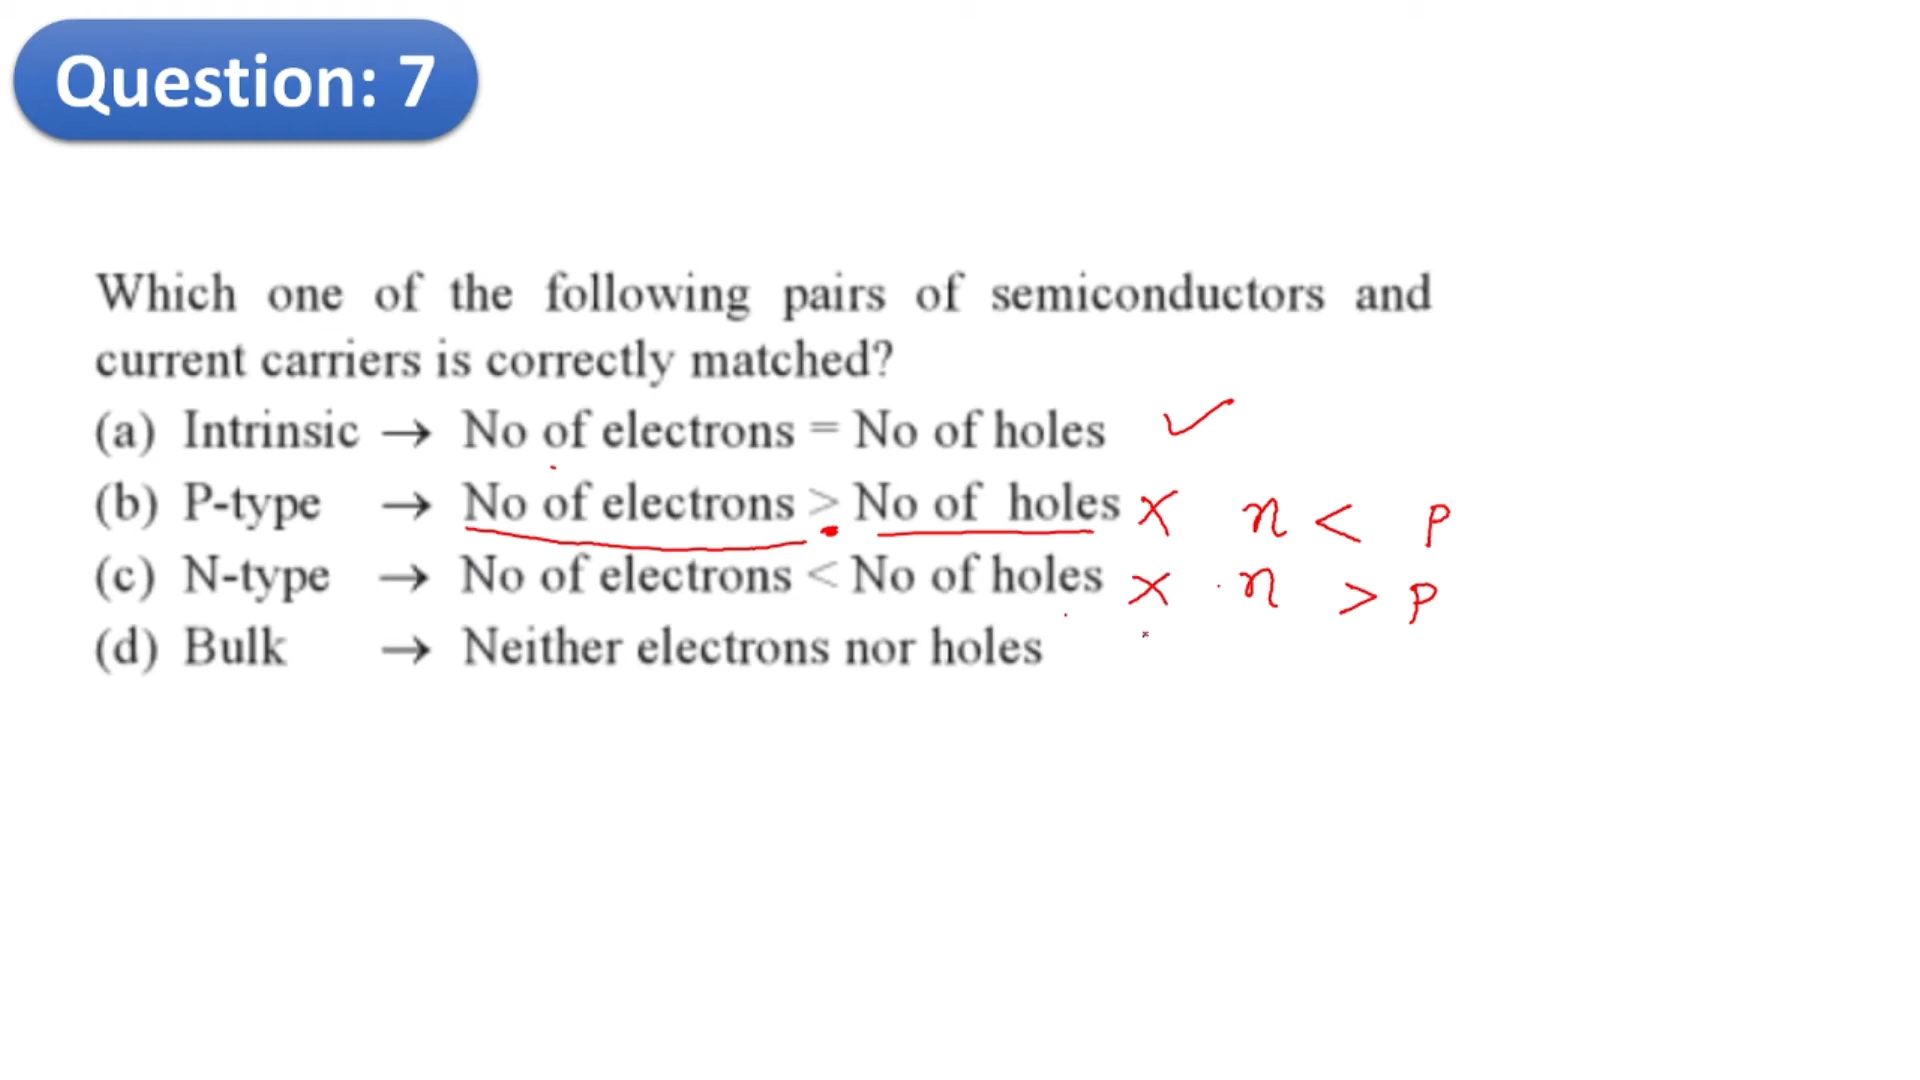 Question: 7
Which one of the following pairs of semiconductors and
current carriers is correctly matched?
(a) Intrinsic → No of electrons = No of holes ✓
(b) P-type → No of electrons > No of holes × n < p
(c) N-type → No of electrons < No of holes × n > p
(d) Bulk → Neither electrons nor holes